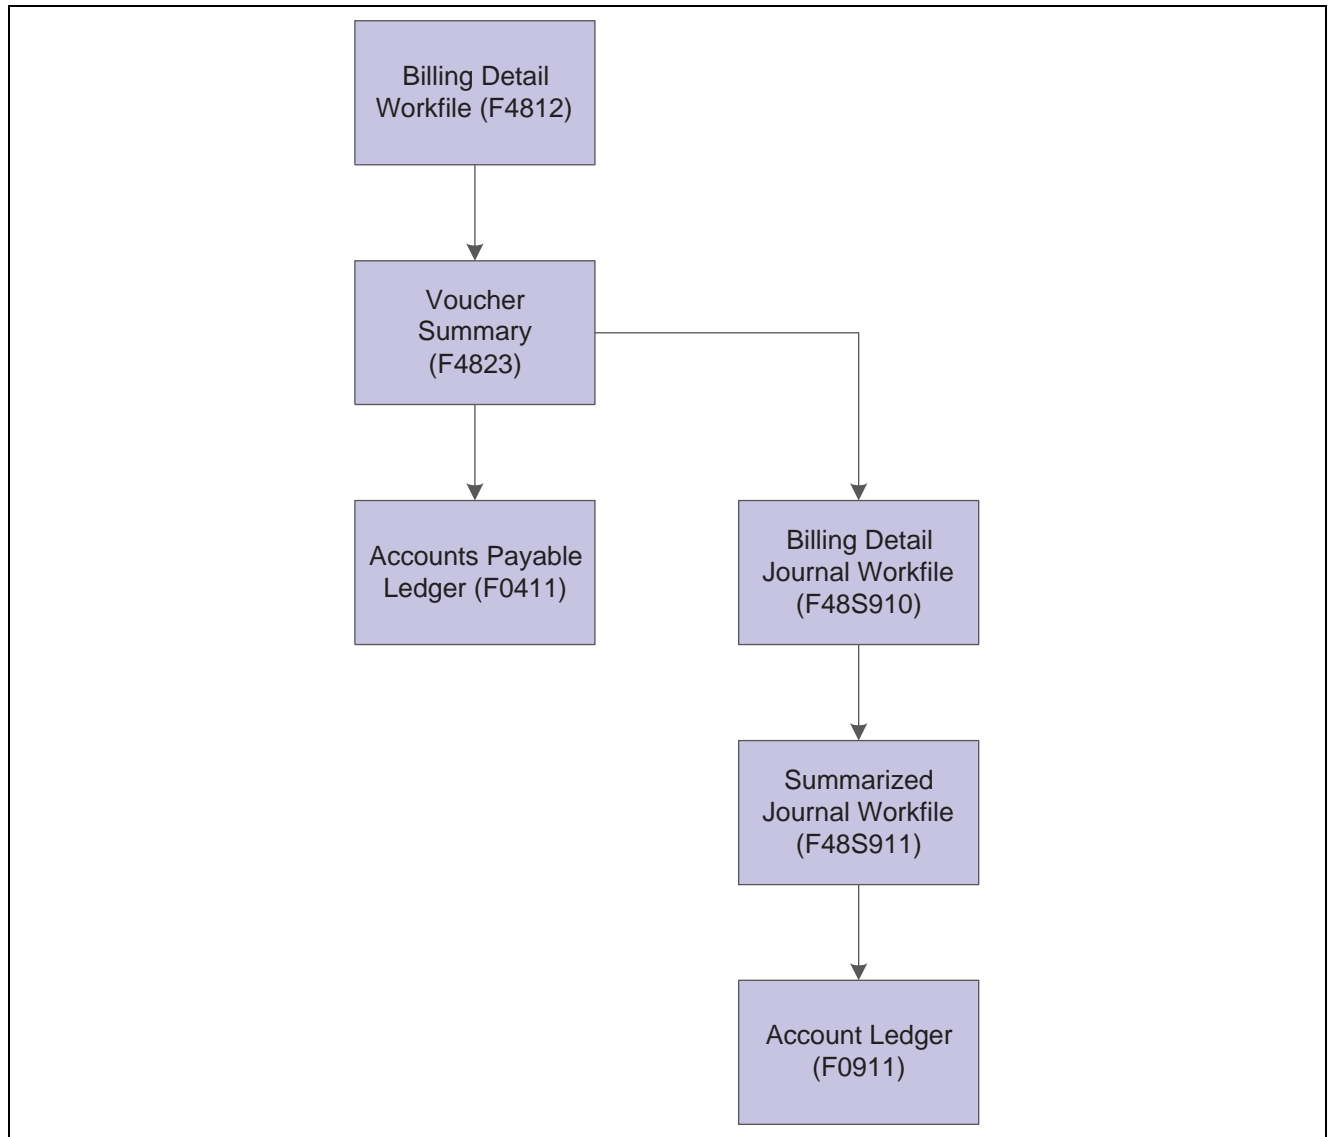 Billing Detail
Workfile (F4812)
Voucher
Summary
(F4823)
Accounts Payable
Ledger (F0411)
Billing Detail
Journal Workfile
(F48S910)
Summarized
Journal Workfile
(F48S911)
Account Ledger
(F0911)